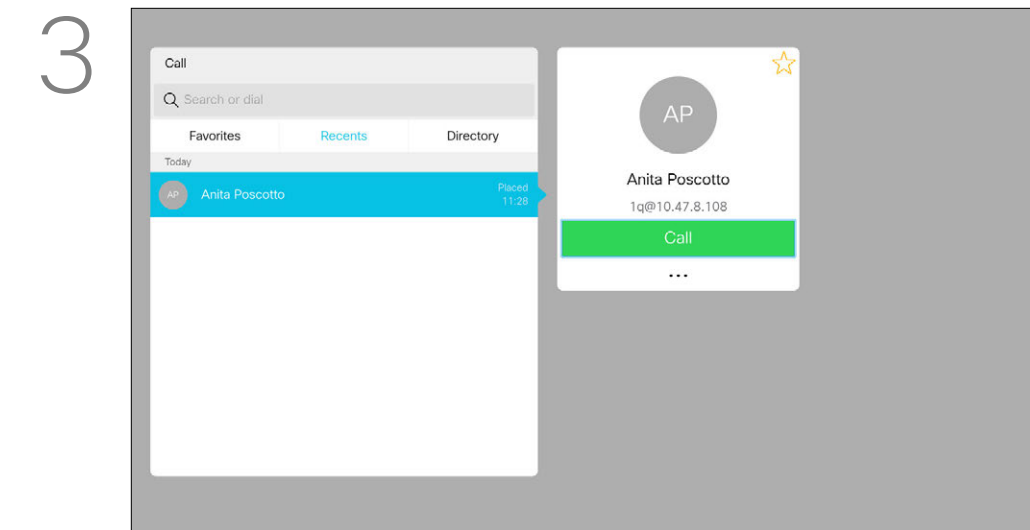 3
Call
Search or dial
Favorites Recents Directory
Today
AP Anita Poscotto Placed
11:28
AP
Anita Poscotto
1q@10.47.8.108
Call
...